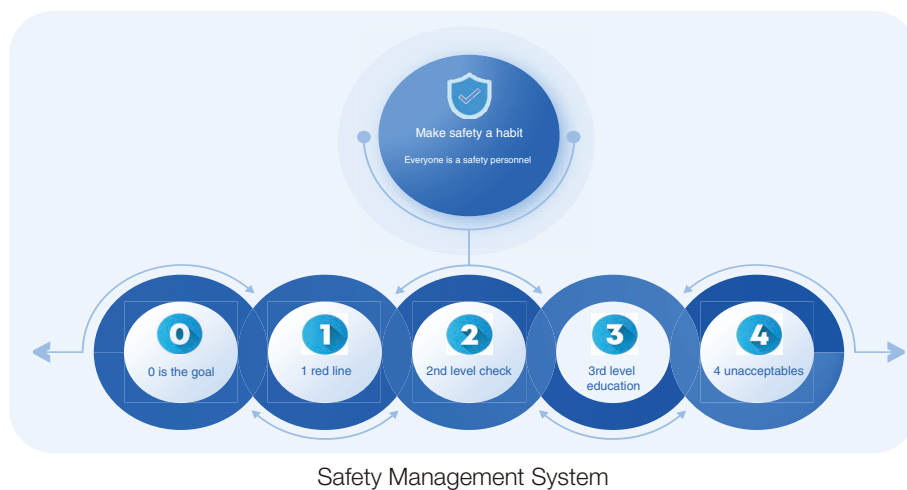 Make safety a habit
Everyone is a safety personnel
0
1
2
3
4
0 is the goal
1 red line
2nd level check
3rd level
education
4 unacceptables
Safety Management System